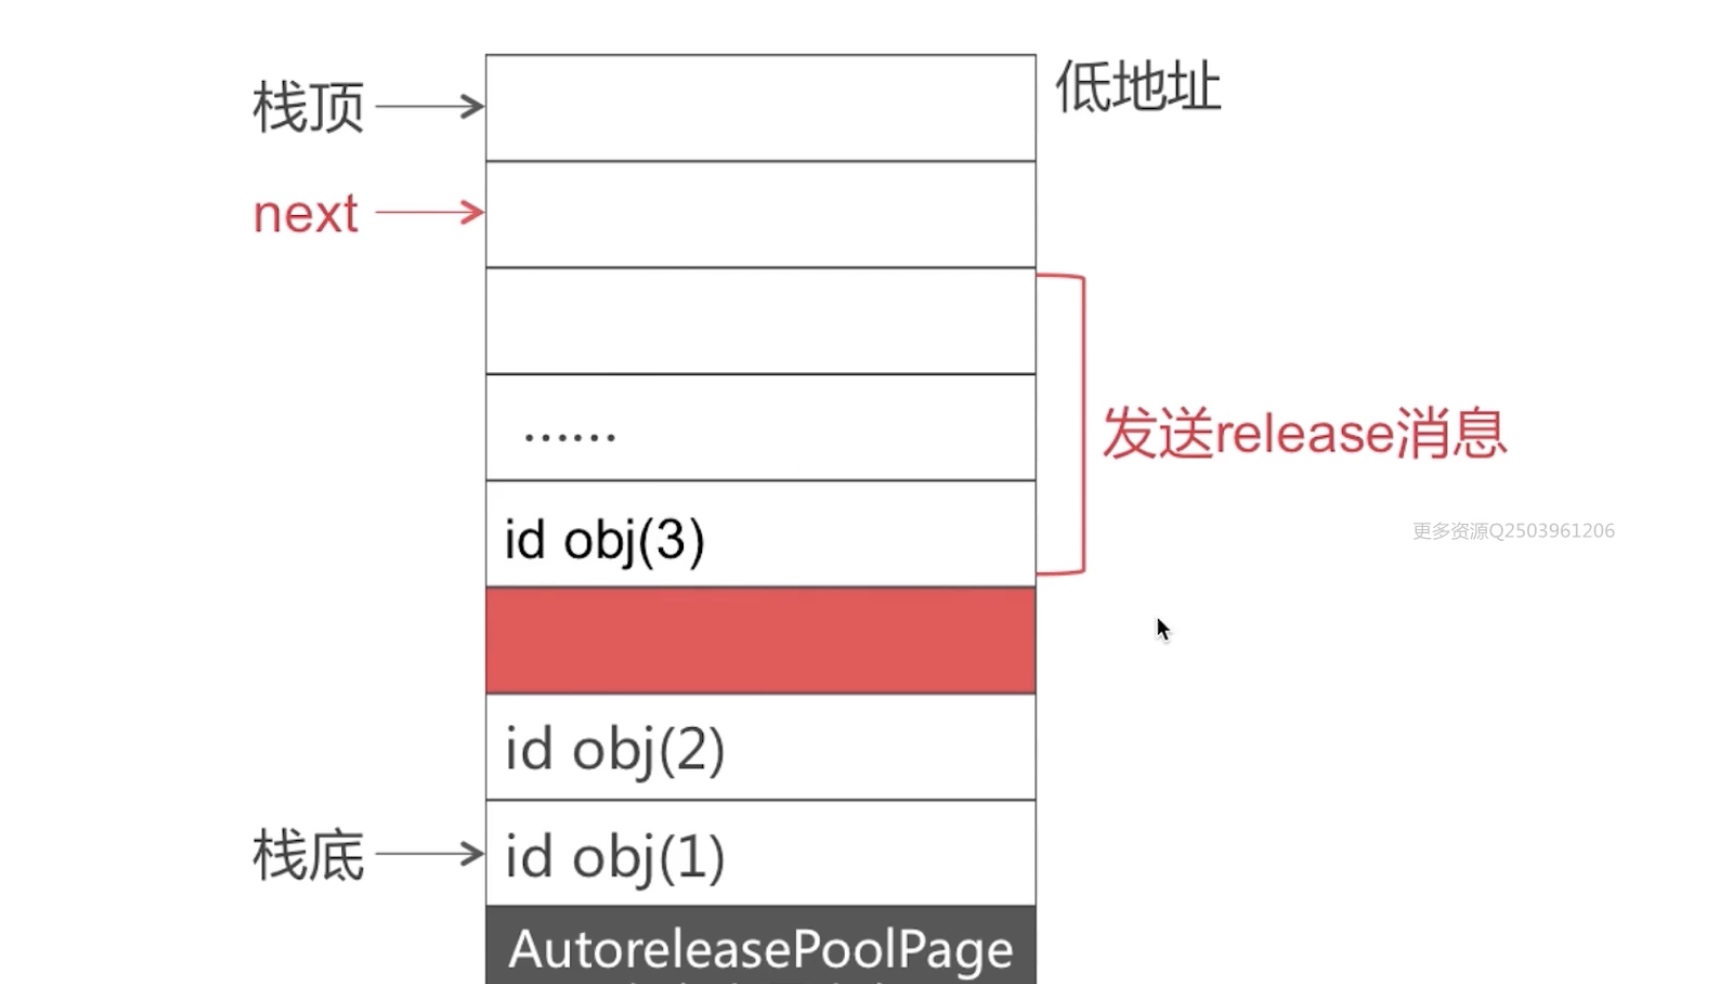 栈顶
低地址
next
……
发送release消息
id obj(3)
更多资源Q2503961206
id obj(2)
栈底
id obj(1)
AutoreleasePoolPage